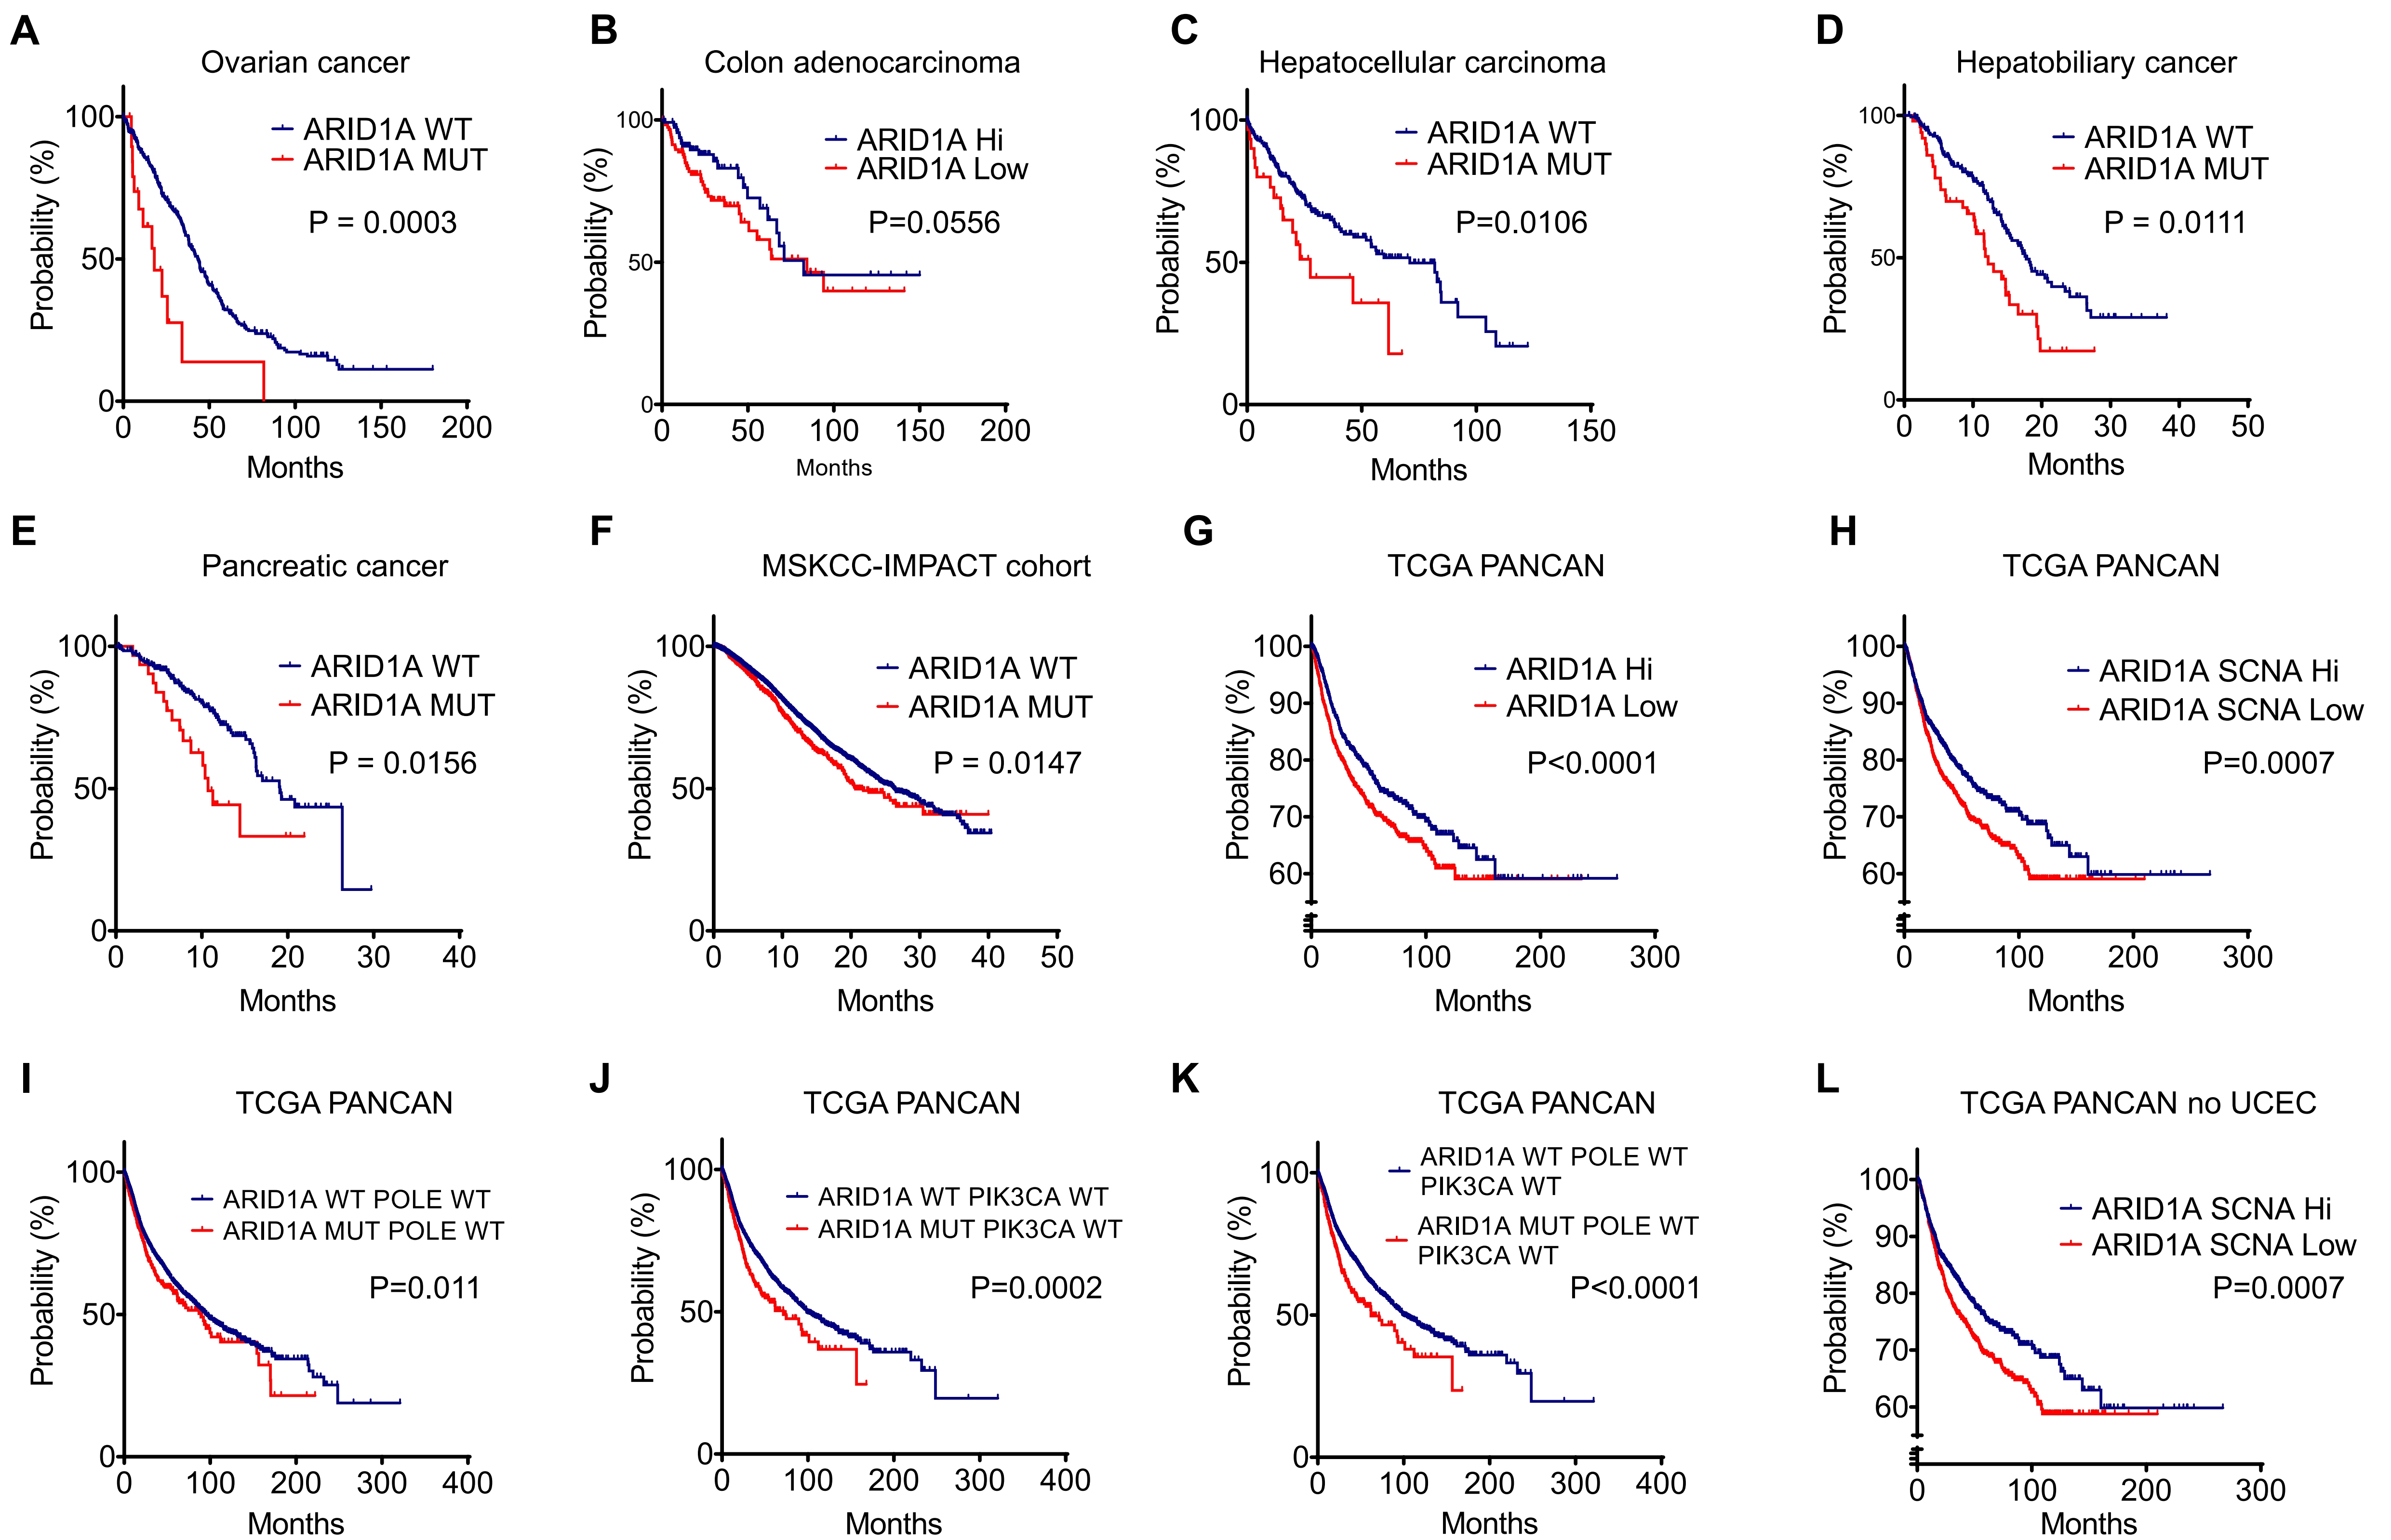 A
Ovarian cancer
100
50
0
Probability (%)
ARID1A WT
ARID1A MUT
P = 0.0003
0 50 100 150 200
Months
B
Colon adenocarcinoma
100
50
0
Probability (%)
ARID1A Hi
ARID1A Low
P=0.0556
0 50 100 150 200
Months
C
Hepatocellular carcinoma
100
50
0
Probability (%)
ARID1A WT
ARID1A MUT
P=0.0106
0 50 100 150
Months
D
Hepatobiliary cancer
100
50
0
Probability (%)
ARID1A WT
ARID1A MUT
P = 0.0111
0 10 20 30 40 50
Months
E
Pancreatic cancer
100
50
0
Probability (%)
ARID1A WT
ARID1A MUT
P = 0.0156
0 10 20 30 40
Months
F
MSKCC-IMPACT cohort
100
50
0
Probability (%)
ARID1A WT
ARID1A MUT
P = 0.0147
0 10 20 30 40 50
Months
G
TCGA PANCAN
100
90
80
70
60
Probability (%)
ARID1A Hi
ARID1A Low
P<0.0001
0 100 200 300
Months
H
TCGA PANCAN
100
90
80
70
60
Probability (%)
ARID1A SCNA Hi
ARID1A SCNA Low
P=0.0007
0 100 200 300
Months
I
TCGA PANCAN
100
50
0
Probability (%)
ARID1A WT POLE WT
ARID1A MUT POLE WT
P=0.011
0 100 200 300 400
Months
J
TCGA PANCAN
100
50
0
Probability (%)
ARID1A WT PIK3CA WT
ARID1A MUT PIK3CA WT
P=0.0002
0 100 200 300 400
Months
K
TCGA PANCAN
100
50
0
Probability (%)
ARID1A WT POLE WT
PIK3CA WT
ARID1A MUT POLE WT
PIK3CA WT
P<0.0001
0 100 200 300 400
Months
L
TCGA PANCAN no UCEC
100
90
80
70
60
Probability (%)
ARID1A SCNA Hi
ARID1A SCNA Low
P=0.0007
0 100 200 300
Months